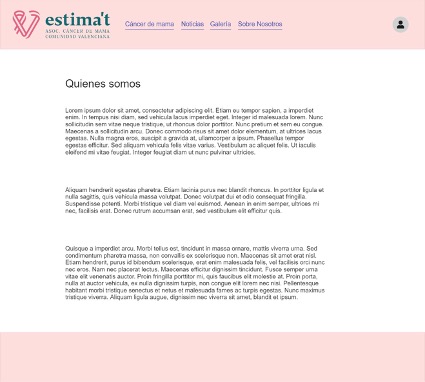 estima't
ASOC. CÁNCER DE MAMA
COMUNIDAD VALENCIANA
Cáncer de mama Noticias Galería Sobre Nosotros
Quienes somos
Lorem ipsum dolor sit amet, consectetur adipiscing elit. Etiam eu tempor sapien, a imperdiet
enim. In tempus nisi diam, sed vehicula lacus imperdiet eget. Integer id malesuada lorem. Nunc
sollicitudin sem vitae neque tristique, ut rhoncus dolor porttitor. Nunc pretium et sem eu congue.
Maecenas a sollicitudin arcu. Donec commodo risus sit amet dolor elementum, at ultrices lacus
egestas. Nulla magna eros, suscipit a gravida at, ullamcorper a ipsum. Phasellus tempor
egestas efficitur. Sed aliquam vehicula felis vitae varius. Vestibulum ac aliquet felis. Ut iaculis
eleifend mi vitae feugiat. Integer feugiat diam ut nunc pulvinar ultricies.
Aliquam hendrerit egestas pharetra. Etiam lacinia purus nec blandit rhoncus. In porttitor ligula et
nulla sagittis, quis vehicula massa volutpat. Donec volutpat dui et odio consequat fringilla.
Suspendisse potenti. Morbi tristique vel diam vel euismod. Aenean in enim semper, ultrices mi
nec, facilisis erat. Donec rutrum accumsan erat, sed vestibulum elit efficitur quis.
Quisque a imperdiet arcu. Morbi tellus est, tincidunt in massa ornare, mattis viverra urna. Sed
condimentum pharetra massa, non convallis ex scelerisque non. Maecenas sit amet erat nisl.
Etiam hendrerit, purus id bibendum scelerisque, erat enim malesuada felis, vel facilisis orci nunc
nec eros. Nam nec placerat lectus. Maecenas efficitur dignissim tincidunt. Fusce semper urna
vitae elit venenatis auctor. Proin fringilla porttitor mi, quis faucibus elit molestie at. Proin porta,
nulla at auctor vehicula, ex nulla dignissim turpis, non congue elit lorem nec nisi. Pellentesque
habitant morbi tristique senectus et netus et malesuada fames ac turpis egestas. Nunc maximus
tristique viverra. Aliquam ligula augue, dignissim nec viverra sit amet, blandit et ipsum.